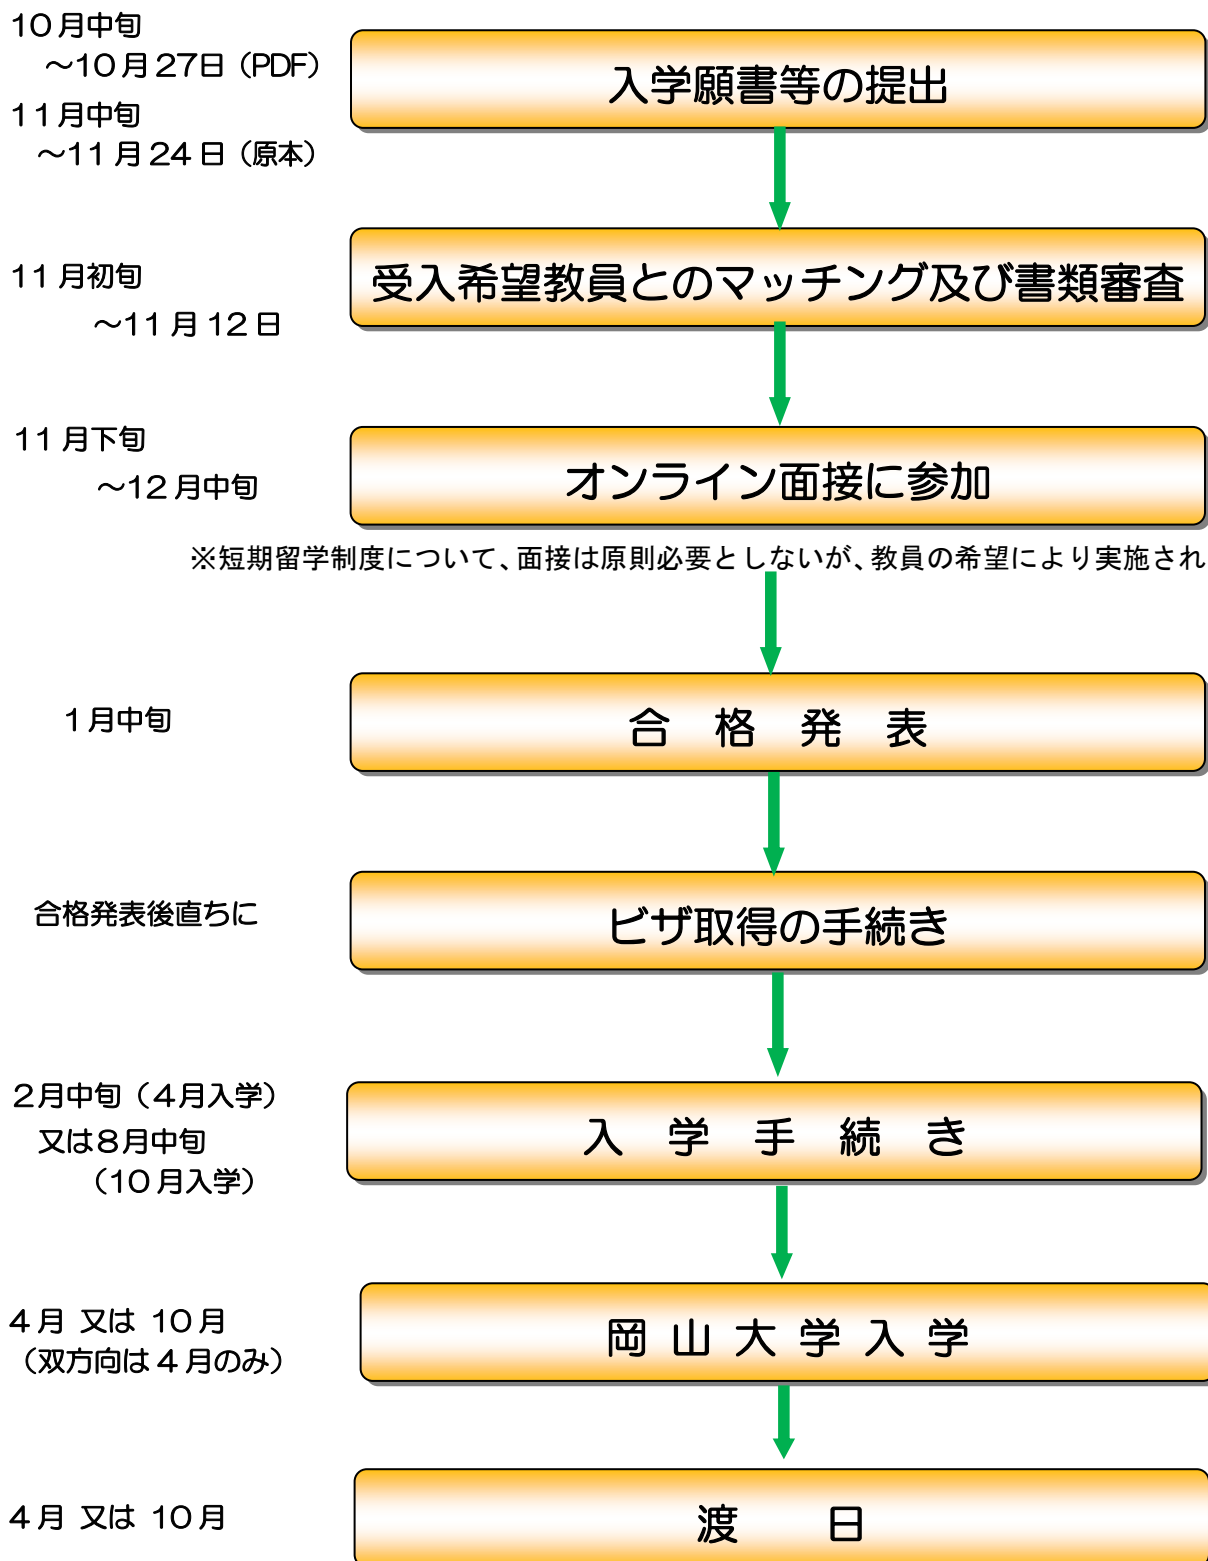 10月中旬
～10月27日（PDF）
11月中旬
～11月24日（原本）
入学願書等の提出
11月初旬
～11月12日
受入希望教員とのマッチング及び書類審査
11月下旬
～12月中旬
オンライン面接に参加
※短期留学制度について、面接は原則必要としないが、教員の希望により実施され
1月中旬
合　格　発　表
合格発表後直ちに
ビザ取得の手続き
2月中旬（4月入学）
又は8月中旬
（10月入学）
入　学　手　続　き
4月 又は 10月
（双方向は4月のみ）
岡 山 大 学 入 学
4月 又は 10月
渡　　日